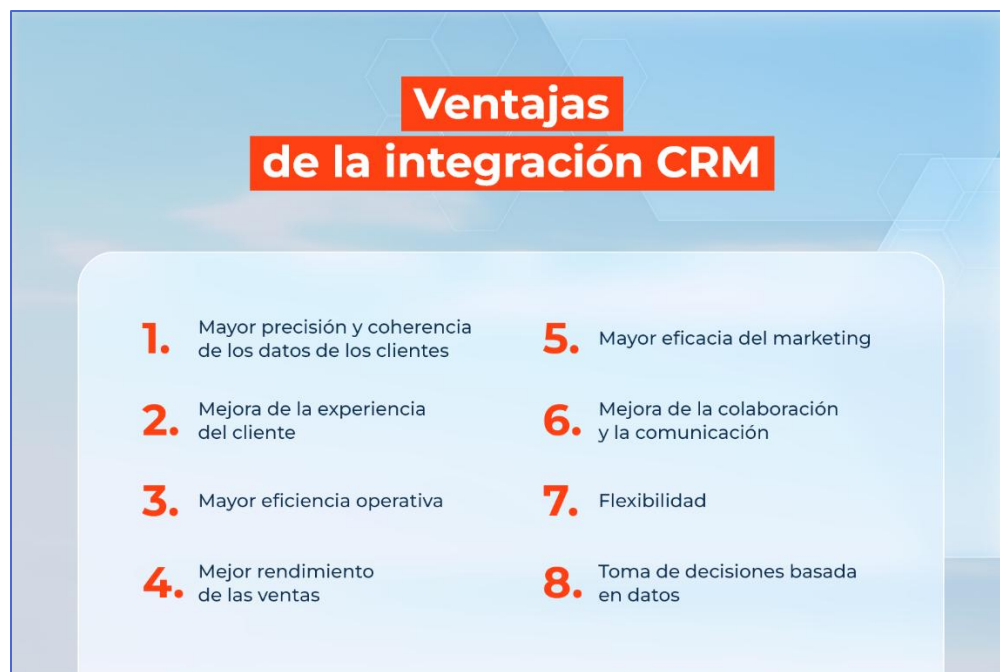 Ventajas
de la integración CRM
1. Mayor precisión y coherencia
de los datos de los clientes
2. Mejora de la experiencia
del cliente
3. Mayor eficiencia operativa
4. Mejor rendimiento
de las ventas
5. Mayor eficacia del marketing
6. Mejora de la colaboración
y la comunicación
7. Flexibilidad
8. Toma de decisiones basada
en datos